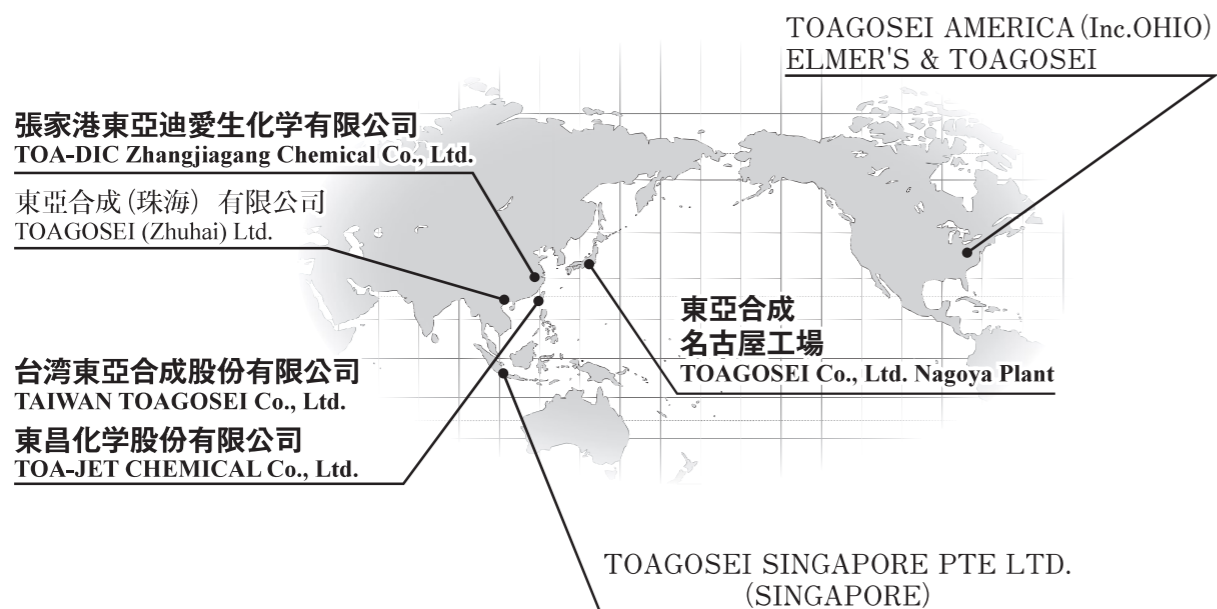 TOAGOSEI AMERICA (Inc.OHIO)
ELMER'S & TOAGOSEI
張家港東亞迪愛生化学有限公司
TOA-DIC Zhangjiagang Chemical Co., Ltd.
東亞合成(珠海) 有限公司
TOAGOSEI (Zhuhai) Ltd.
東亞合成
名古屋工場
TOAGOSEI Co., Ltd. Nagoya Plant
台湾東亞合成股份有限公司
TAIWAN TOAGOSEI Co., Ltd.
東昌化学股份有限公司
TOA-JET CHEMICAL Co., Ltd.
TOAGOSEI SINGAPORE PTE LTD.
(SINGAPORE)